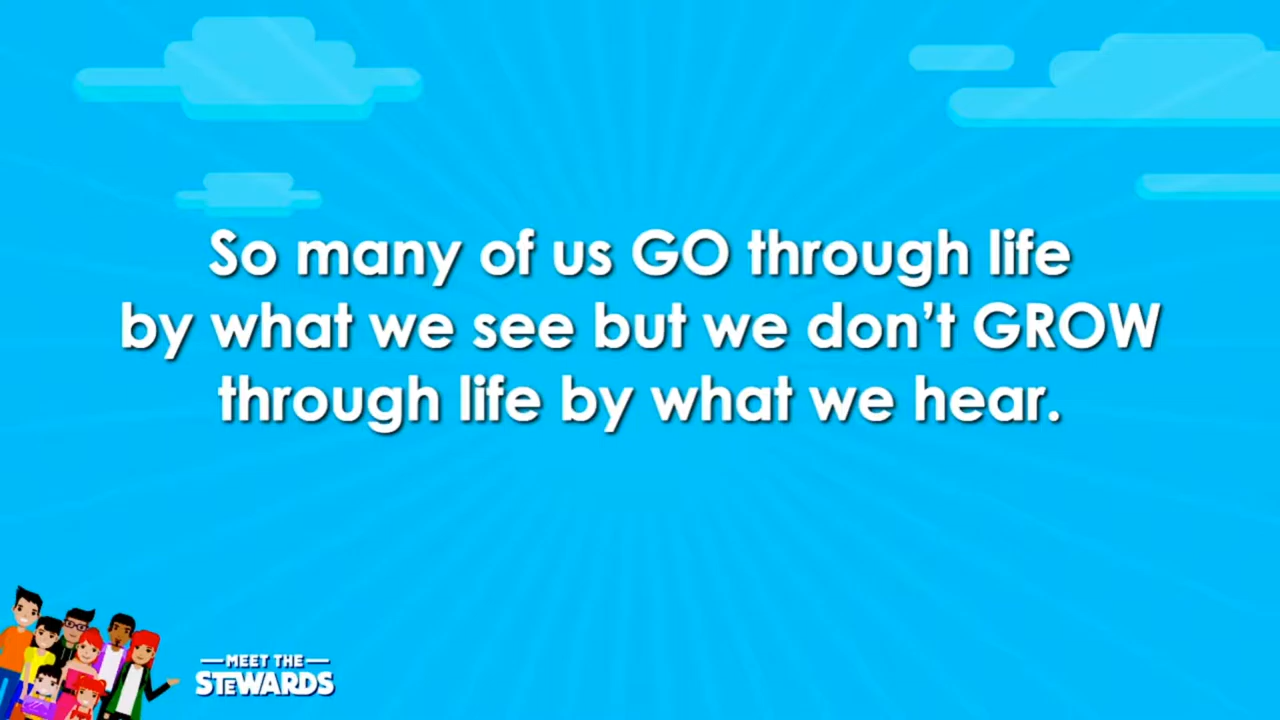 So many of us GO through life
by what we see but we don't GROW
through life by what we hear.
MEET THE
STeWARDS